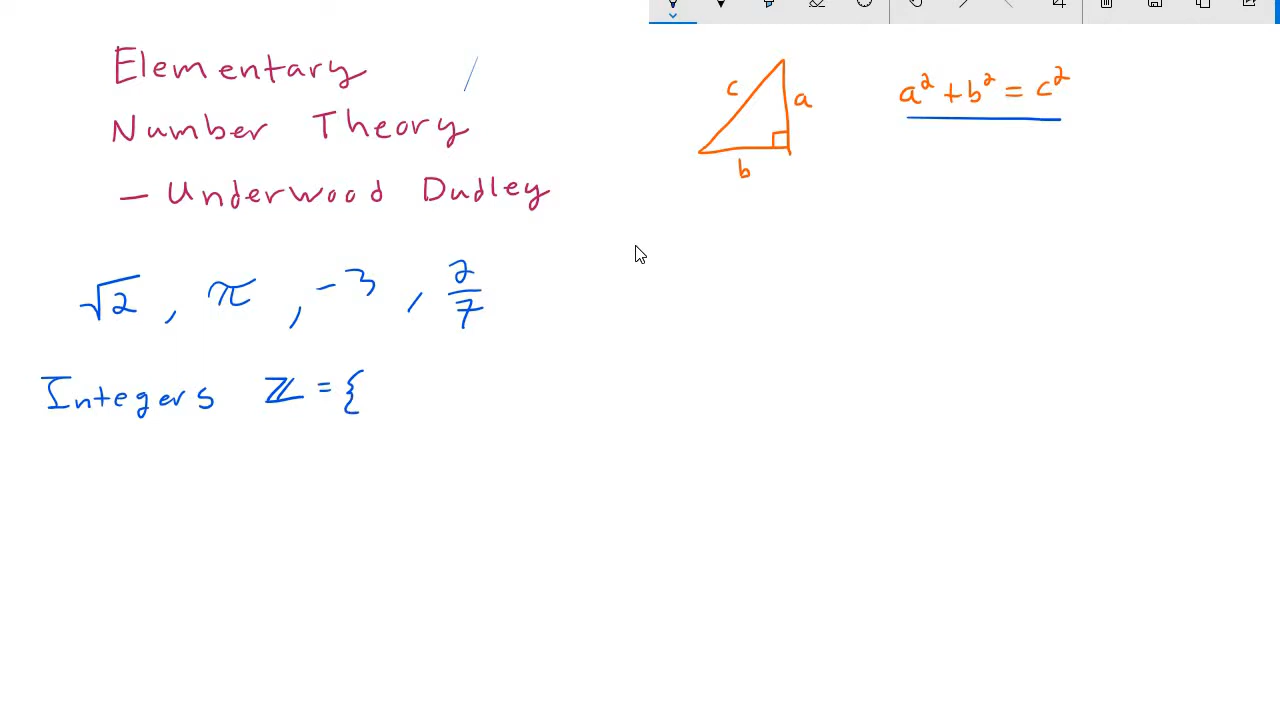 Elementary
Number Theory
– Underwood Dudley
√2 , π , -3 , 2/7
Integers ℤ = {
c
a
b
a² + b² = c²